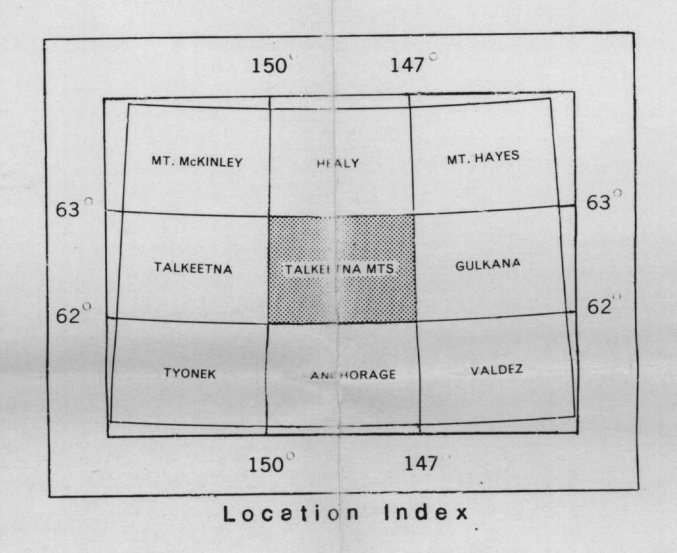 150° 147°
MT. McKINLEY HEALY MT. HAYES
63° 63°
TALKEETNA TALKEETNA MTS. GULKANA
62° 62°
TYONEK ANCHORAGE VALDEZ
150° 147
Location Index